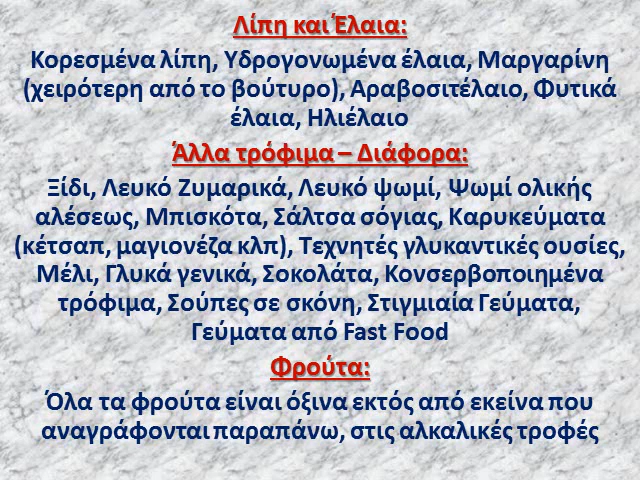 Λίπη και Έλαια:
Κορεσμένα λίπη, Υδρογονωμένα έλαια, Μαργαρίνη
(χειρότερη από το βούτυρο), Αραβοσιτέλαιο, Φυτικά
έλαια, Ηλιέλαιο
Άλλα τρόφιμα – Διάφορα:
Ξίδι, Λευκό Ζυμαρικά, Λευκό ψωμί, Ψωμί ολικής
αλέσεως, Μπισκότα, Σάλτσα σόγιας, Καρυκεύματα
(κέτσαπ, μαγιονέζα κλπ), Τεχνητές γλυκαντικές ουσίες,
Μέλι, Γλυκά γενικά, Σοκολάτα, Κονσερβοποιημένα
τρόφιμα, Σούπες σε σκόνη, Στιγμιαία Γεύματα,
Γεύματα από Fast Food
Φρούτα:
Όλα τα φρούτα είναι όξινα εκτός από εκείνα που
αναγράφονται παραπάνω, στις αλκαλικές τροφές